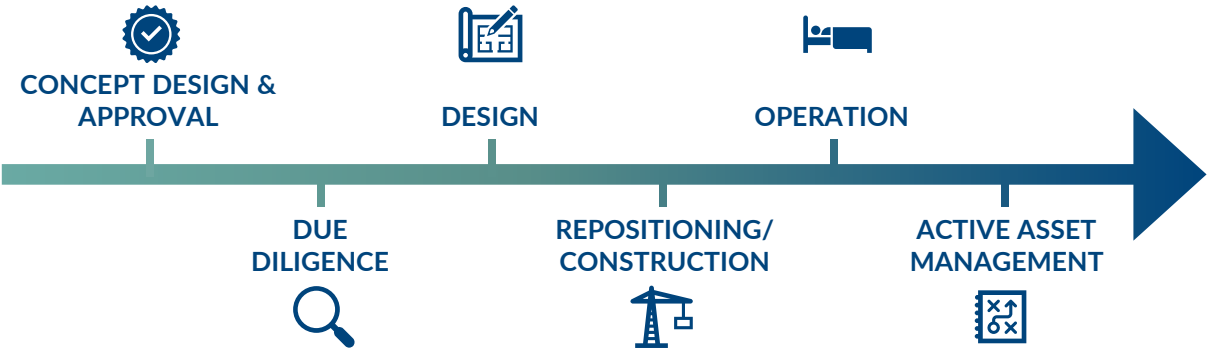 CONCEPT DESIGN &
APPROVAL
DUE
DILIGENCE
DESIGN
REPOSITIONING/
CONSTRUCTION
OPERATION
ACTIVE ASSET
MANAGEMENT